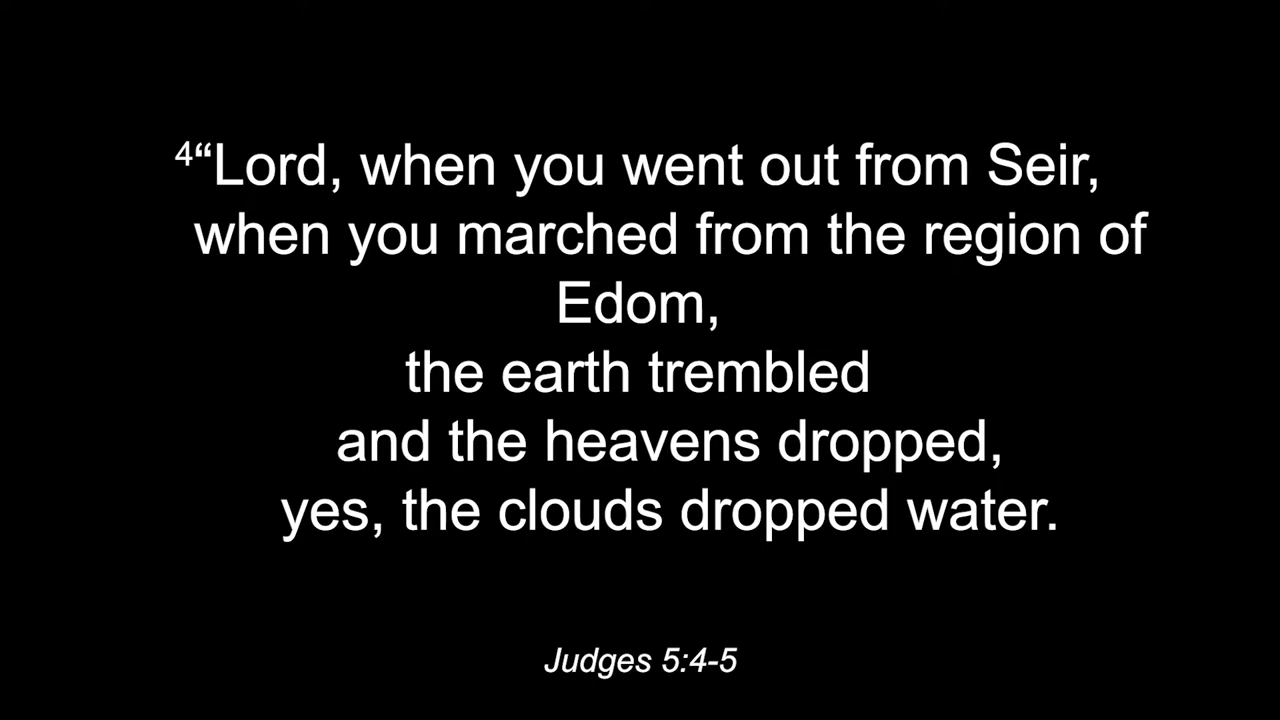 ⁴“Lord, when you went out from Seir,
when you marched from the region of
Edom,
the earth trembled
and the heavens dropped,
yes, the clouds dropped water.
Judges 5:4-5